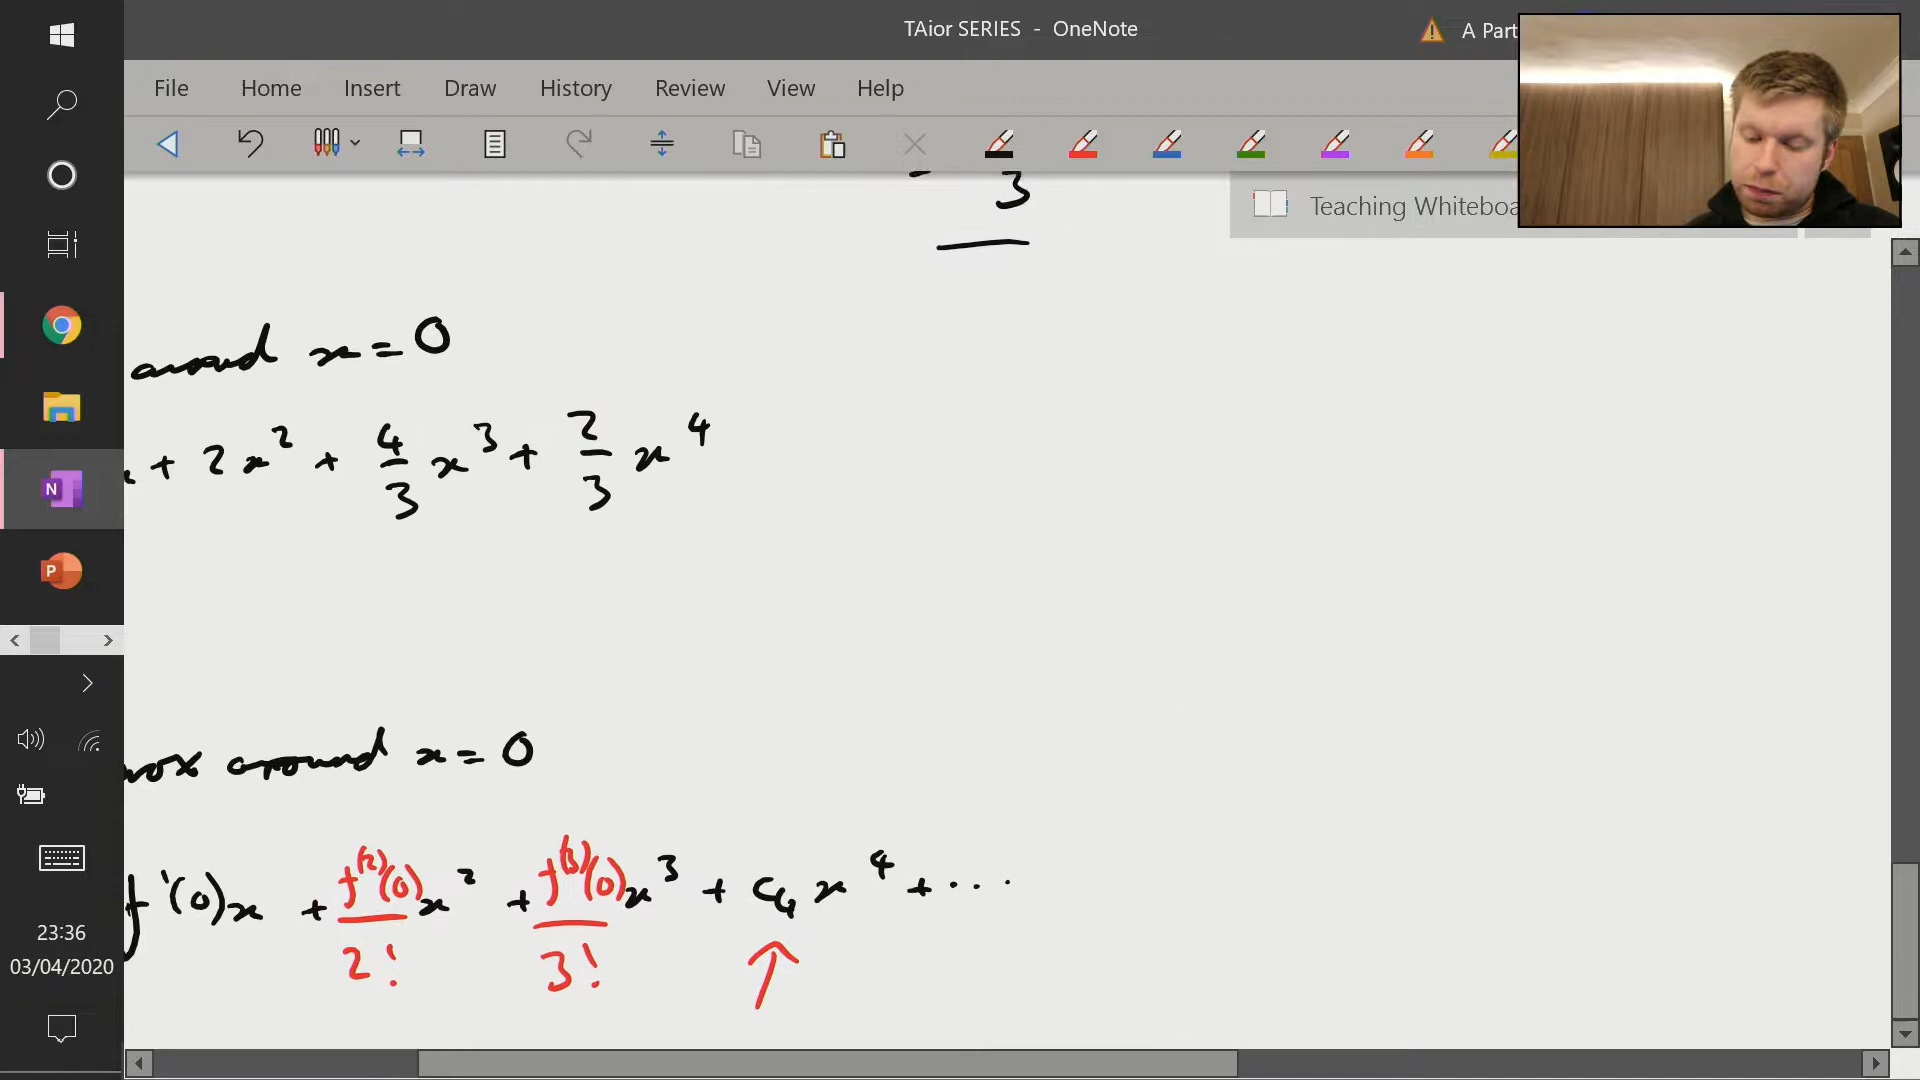 TAior SERIES - OneNote
A Part
File Home Insert Draw History Review View Help
Teaching Whiteboa
3
around x = 0
+ 2x² + 4/3 x³ + 2/3 x⁴
around x = 0
f'(0)x + f⁽²⁾(0)/2! x² + f⁽³⁾(0)/3! x³ + C₄ x⁴ + ...
N
P
23:36
03/04/2020